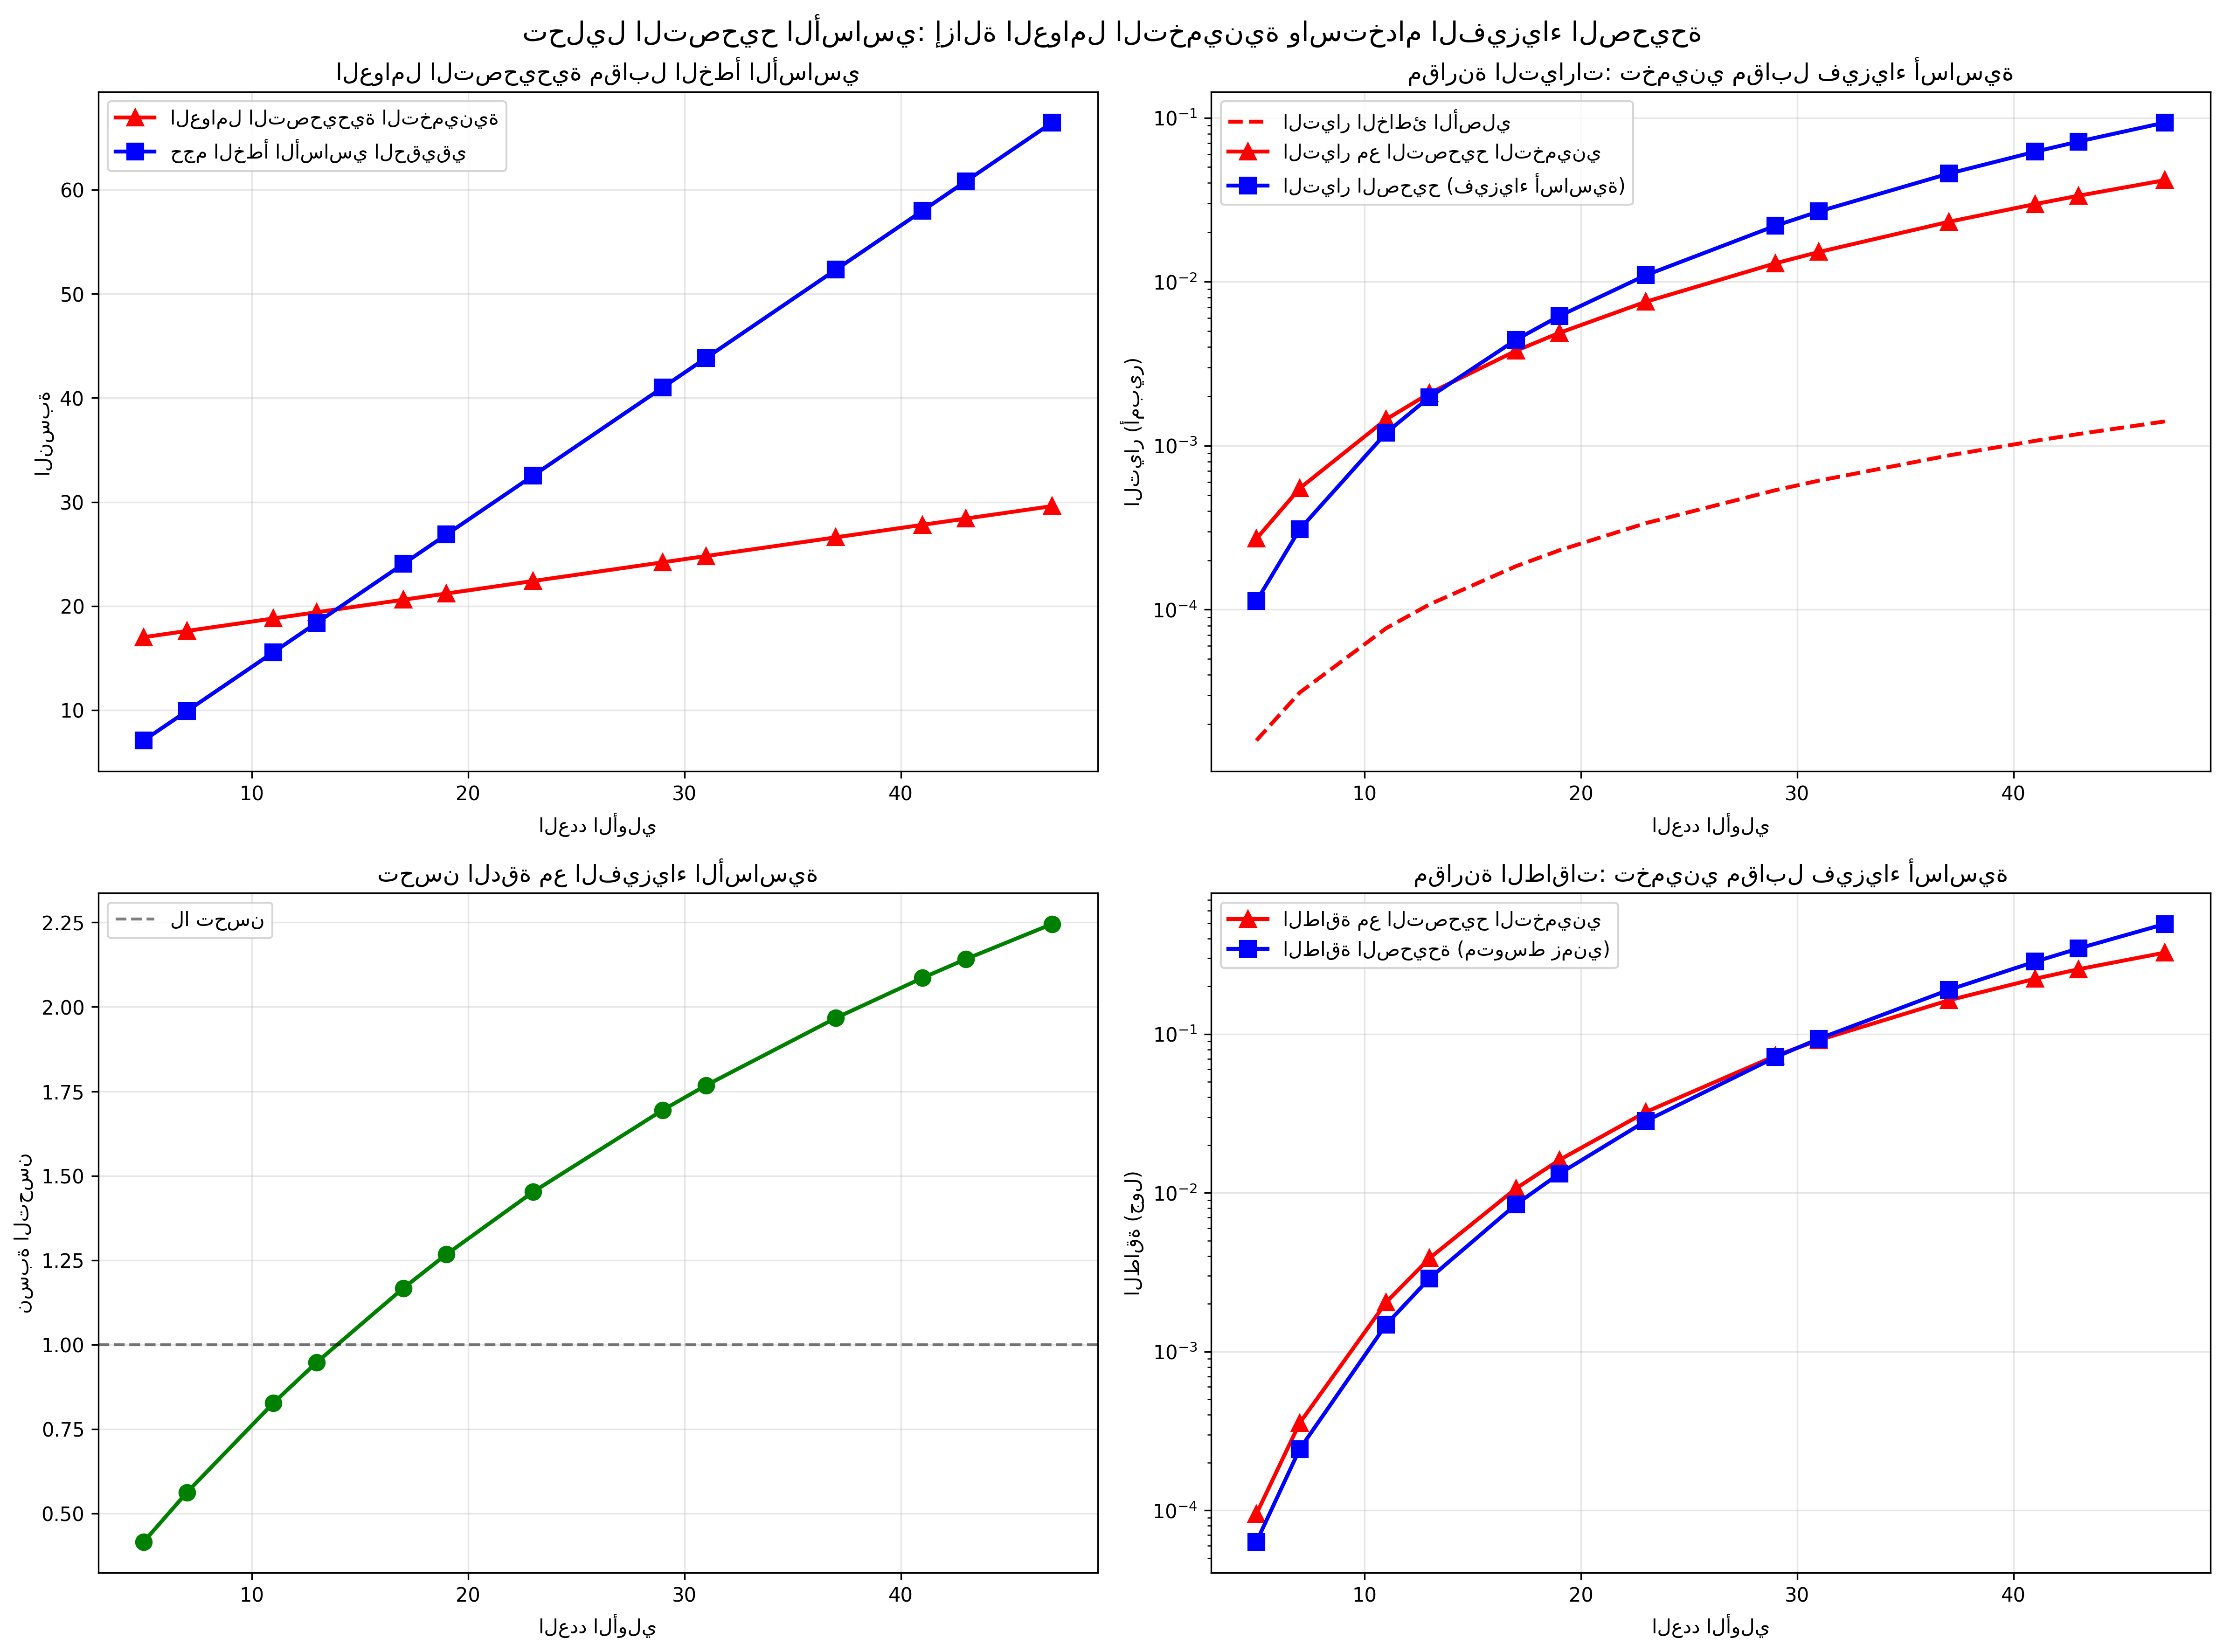 تحليل التصحيح الأساسي: إزالة العوامل التخمينية واستخدام الفيزياء الصحيحة
العوامل التصحيحية مقابل الخطأ الأساسي
العوامل التصحيحية التخمينية
حجم الخطأ الأساسي الحقيقي
النسبة
60
50
40
30
20
10
10 20 30 40
العدد الأولي
مقارنة التيارات: تخميني مقابل فيزياء أساسية
التيار الخاطئ الأصلي
التيار مع التصحيح التخميني
التيار الصحيح (فيزياء أساسية)
التيار (أمبير)
10⁻¹
10⁻²
10⁻³
10⁻⁴
10 20 30 40
العدد الأولي
تحسن الدقة مع الفيزياء الأساسية
لا تحسن
نسبة التحسن
2.25
2.00
1.75
1.50
1.25
1.00
0.75
0.50
10 20 30 40
العدد الأولي
مقارنة الطاقات: تخميني مقابل فيزياء أساسية
الطاقة مع التصحيح التخميني
الطاقة الصحيحة (متوسط زمني)
الطاقة (جول)
10⁻¹
10⁻²
10⁻³
10⁻⁴
10 20 30 40
العدد الأولي